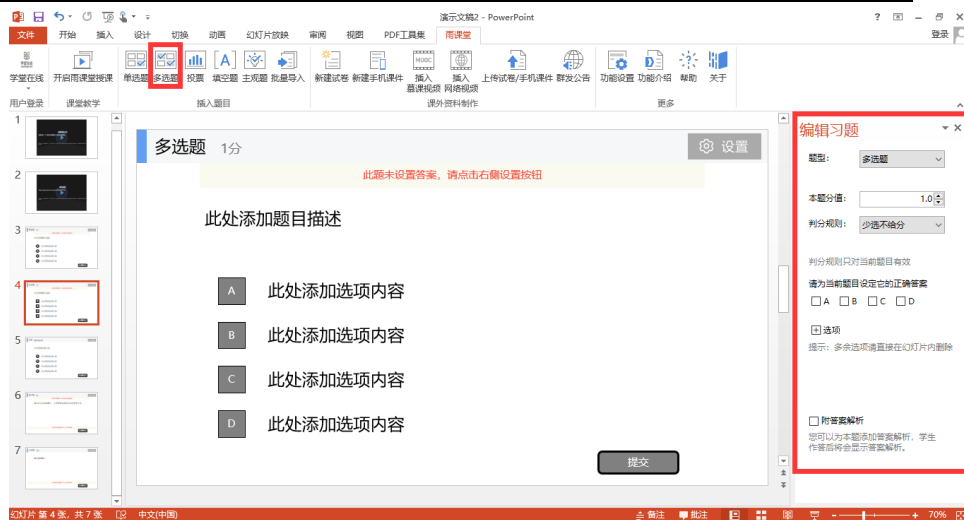 演示文稿2 - PowerPoint
文件 开始 插入 设计 切换 动画 幻灯片放映 审阅 视图 PDF工具集 雨课堂 登录
学堂在线 开启雨课堂授课 单选题 多选题 投票 填空题 主观题 批量导入 新建试卷 新建手机课件 插入慕课视频 插入网络视频 上传试卷/手机课件 群发公告 功能设置 功能介绍 帮助 关于
用户登录 课堂教学 插入题目 课外资料制作 更多
1
2
3
4
5
6
7
多选题 1分
设置
此题未设置答案，请点击右侧设置按钮
此处添加题目描述
A 此处添加选项内容
B 此处添加选项内容
C 此处添加选项内容
D 此处添加选项内容
提交
编辑习题
题型： 多选题
本题分值： 1.0
判分规则： 少选不给分
判分规则只对当前题目有效
请为当前题目设定它的正确答案
A B C D
选项
提示：多余选项请直接在幻灯片内删除
附答案解析
您可以为本题添加答案解析，学生
作答后将会显示答案解析。
幻灯片 第 4 张，共 7 张 中文(中国) 备注 批注 70%